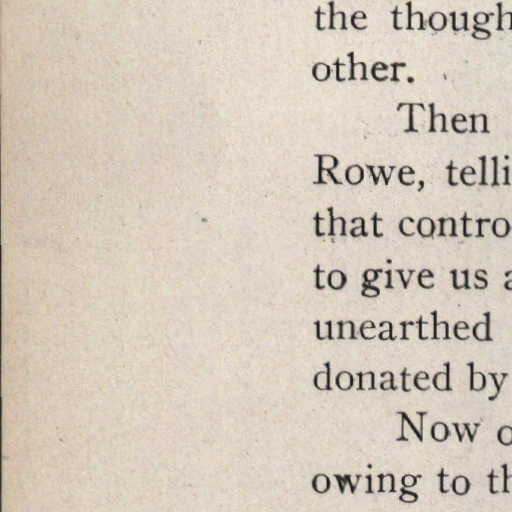 the though
other.
Then
Rowe, telli
that contro
to give us a
unearthed
donated by
Now o
owing to th